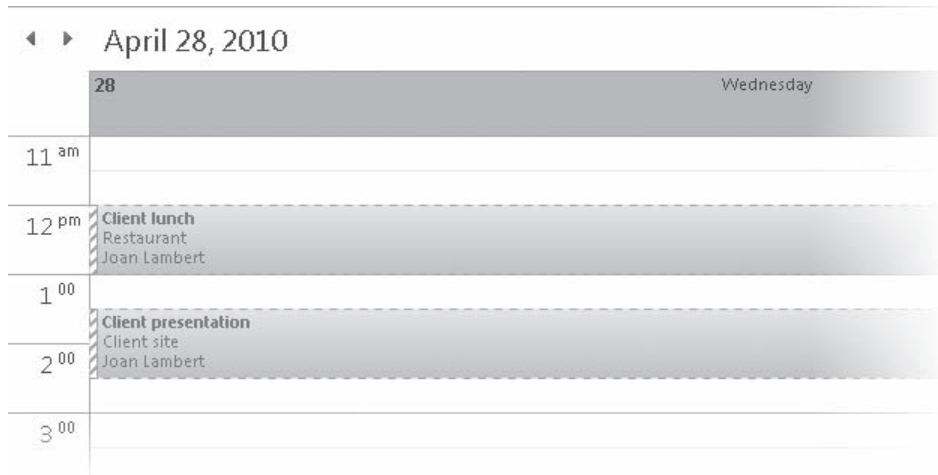 April 28, 2010
28 Wednesday
11 am
12 pm
Client lunch
Restaurant
Joan Lambert
1 00
Client presentation
Client site
2 00
Joan Lambert
3 00